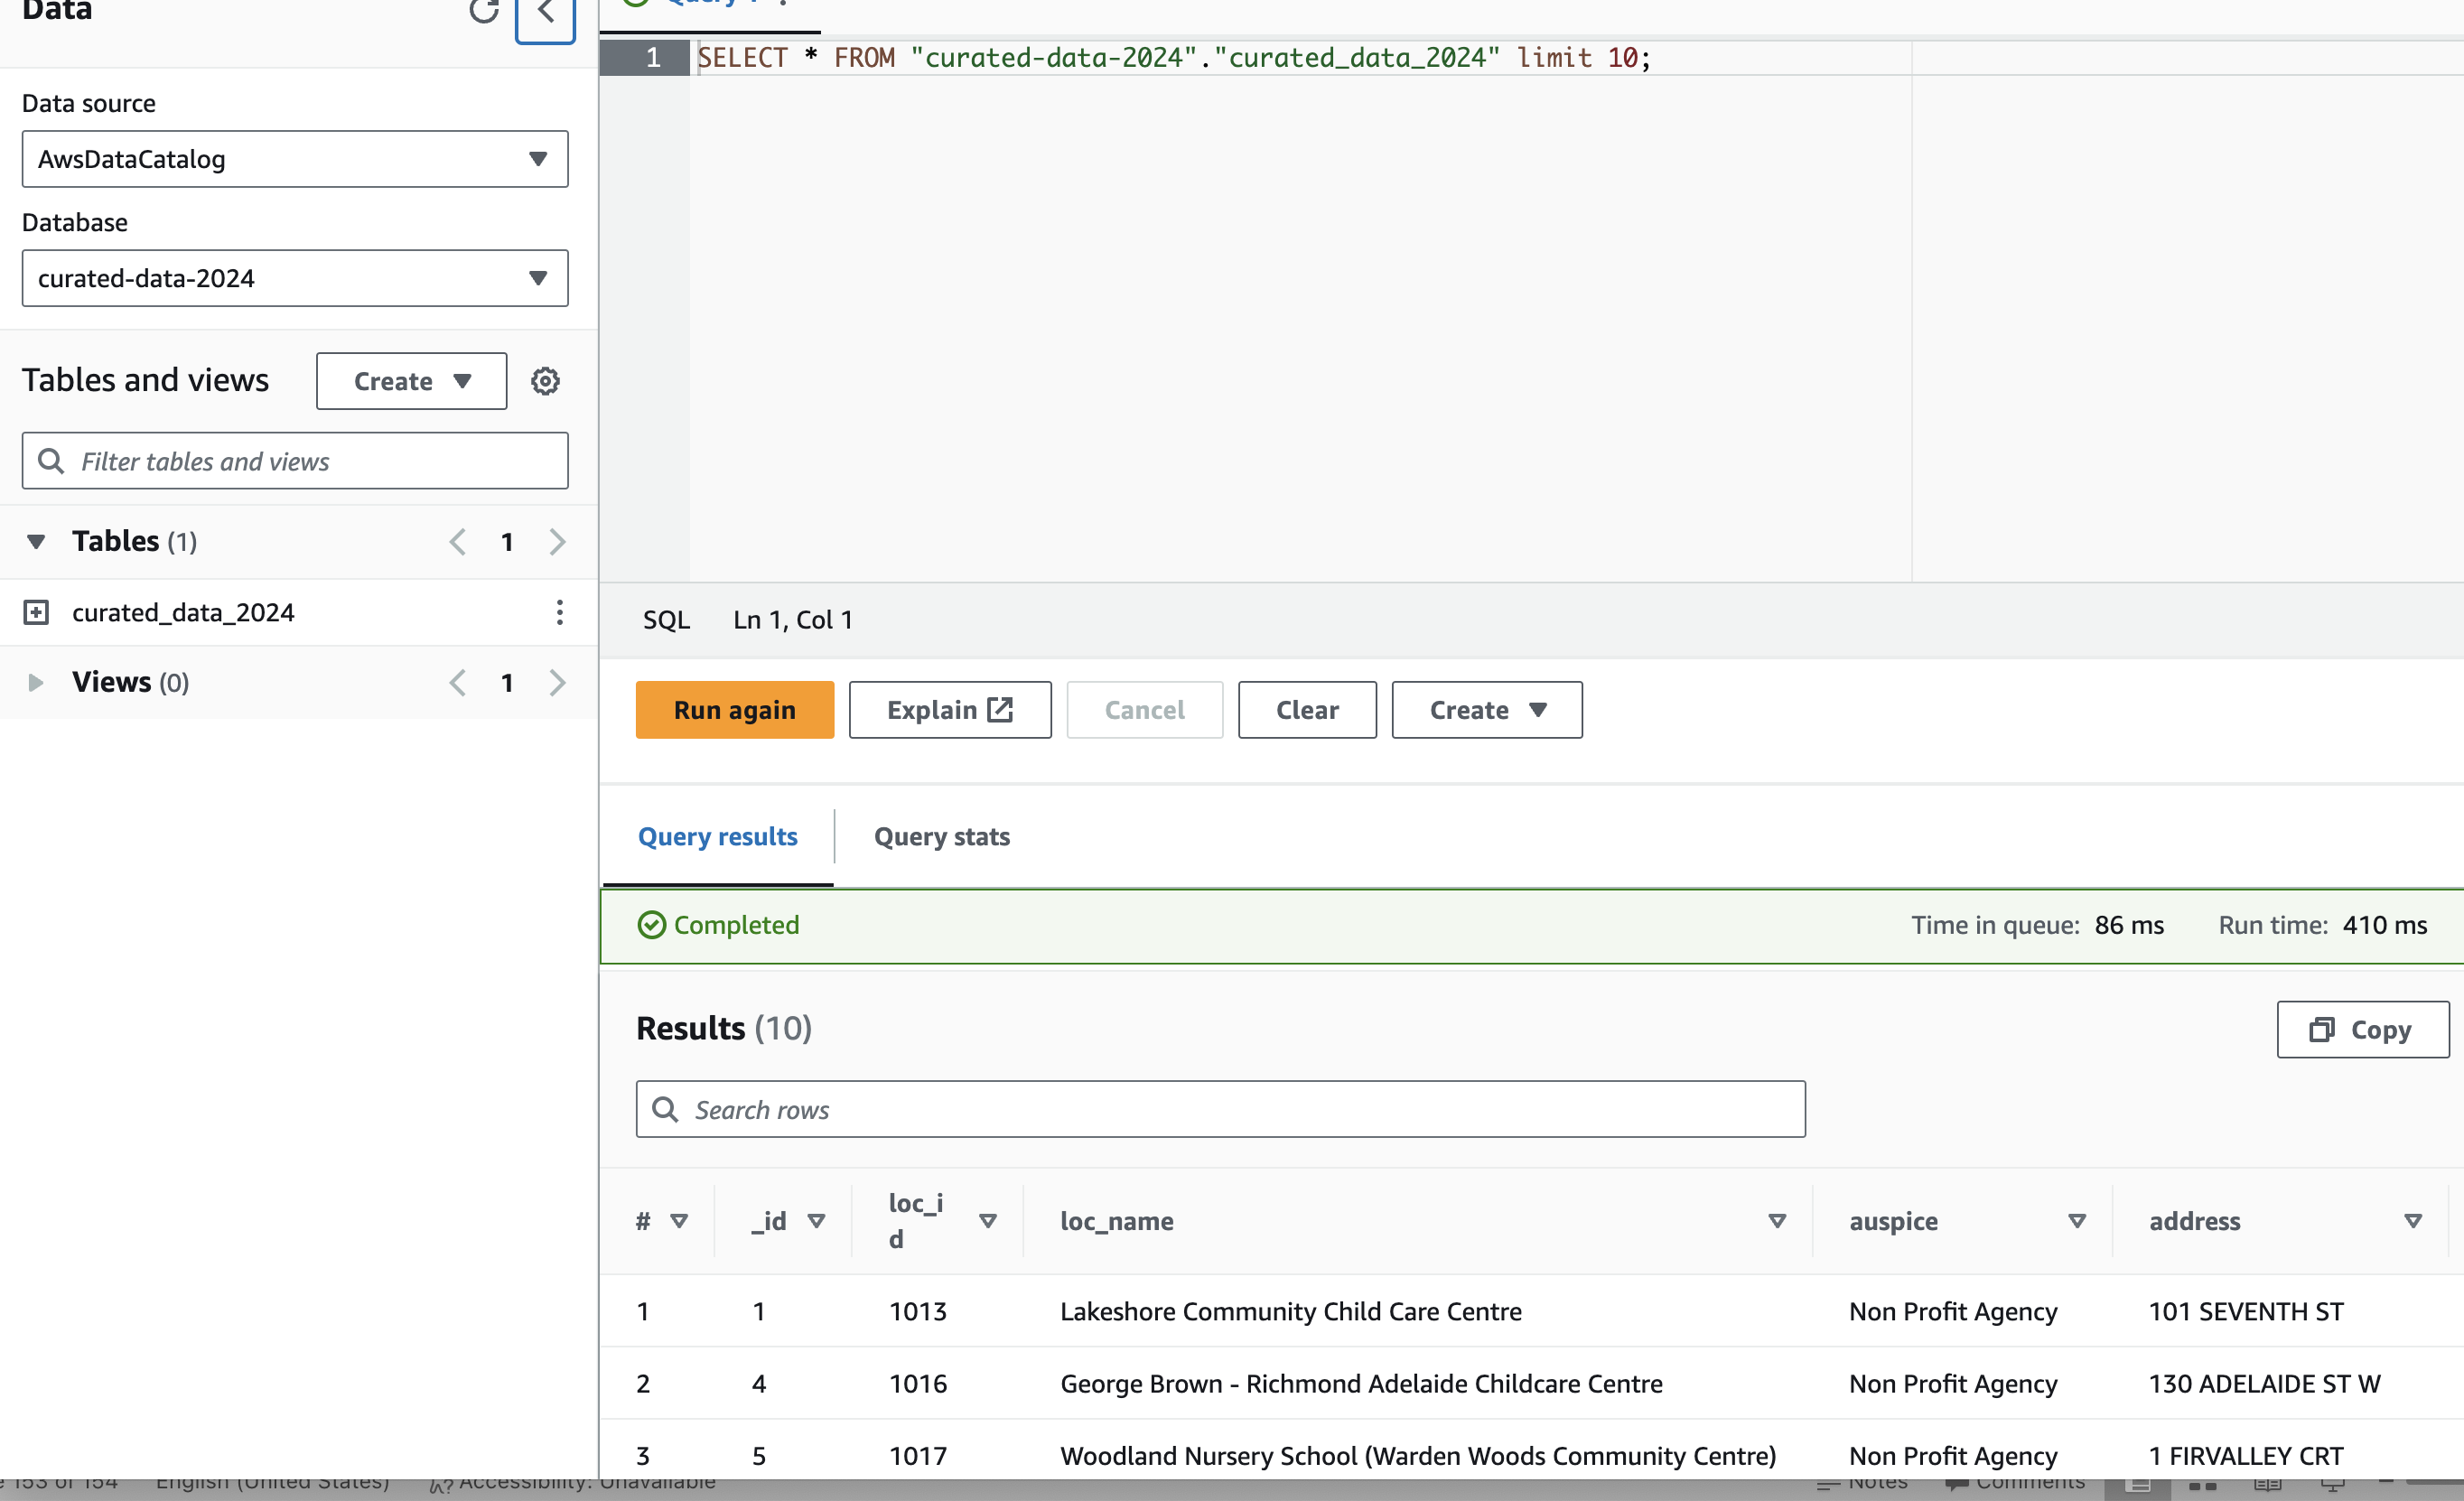 Data
Query 1
Data source
AwsDataCatalog
Database
curated-data-2024
Tables and views
Create
Filter tables and views
Tables (1)
1
curated_data_2024
Views (0)
1
1 SELECT * FROM "curated-data-2024"."curated_data_2024" limit 10;
SQL Ln 1, Col 1
Run again Explain Cancel Clear Create
Query results Query stats
Completed Time in queue: 86 ms Run time: 410 ms
Results (10)
Copy
Search rows
# _id loc_id loc_name auspice address
1 1 1013 Lakeshore Community Child Care Centre Non Profit Agency 101 SEVENTH ST
2 4 1016 George Brown - Richmond Adelaide Childcare Centre Non Profit Agency 130 ADELAIDE ST W
3 5 1017 Woodland Nursery School (Warden Woods Community Centre) Non Profit Agency 1 FIRVALLEY CRT
153 of 154 English (United States) Accessibility: Unavailable Notes Comments